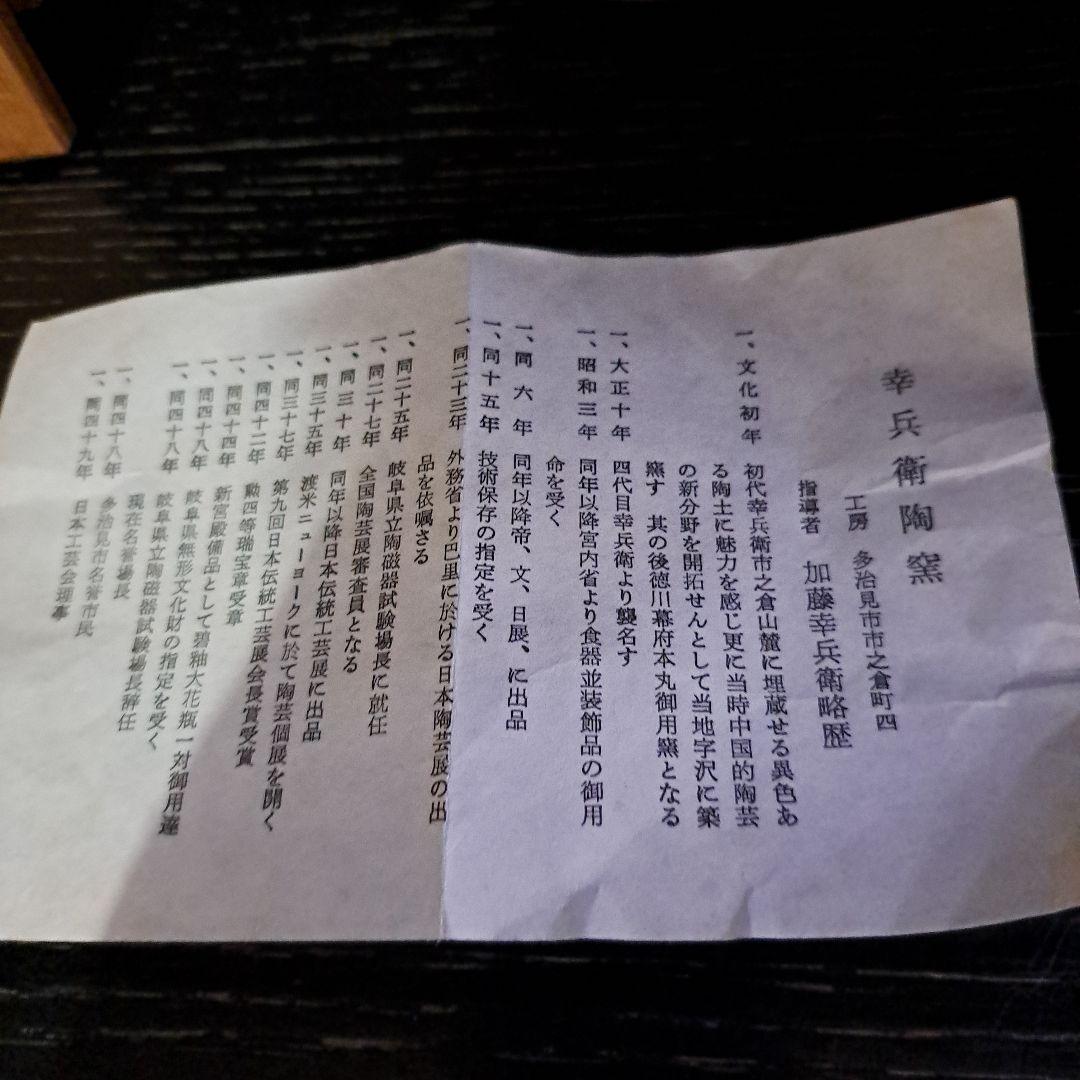 幸兵衛陶窯
工房 多治見市市之倉町四
指導者 加藤幸兵衛略歴
一、文化初年 初代幸兵衛市之倉山麓に埋蔵せる異色あ
る陶土に魅力を感じ更に当時中国的陶芸
の新分野を開拓せんとして当地字沢に築
窯す 其の後徳川幕府本丸御用窯となる
一、大正十年 四代目幸兵衛より襲名す
一、昭和三年 同年以降宮内省より食器並装飾品の御用
命を受く
一、同六年 同年以降帝、文、日展、に出品
一、同十五年 技術保存の指定を受く
一、同二十三年 外務省より巴里に於ける日本陶芸展の出
品を依嘱さる
一、同二十五年 岐阜県立陶磁器試験場長に就任
一、同二十七年 全国陶芸展審査員となる
一、同三十年 同年以降日本伝統工芸展に出品
一、同三十五年 渡米ニューヨークに於て陶芸個展を開く
一、同三十七年 第九回日本伝統工芸展会長賞受賞
一、同四十二年 勲四等瑞宝章受章
一、同四十四年 新宮殿備品として碧釉大花瓶一対御用達
一、同四十八年 岐阜県無形文化財の指定を受く
一、同四十八年 岐阜県立陶磁器試験場長辞任
現在名誉場長
一、同四十八年 多治見市名誉市民
一、同四十九年 日本工芸会理事